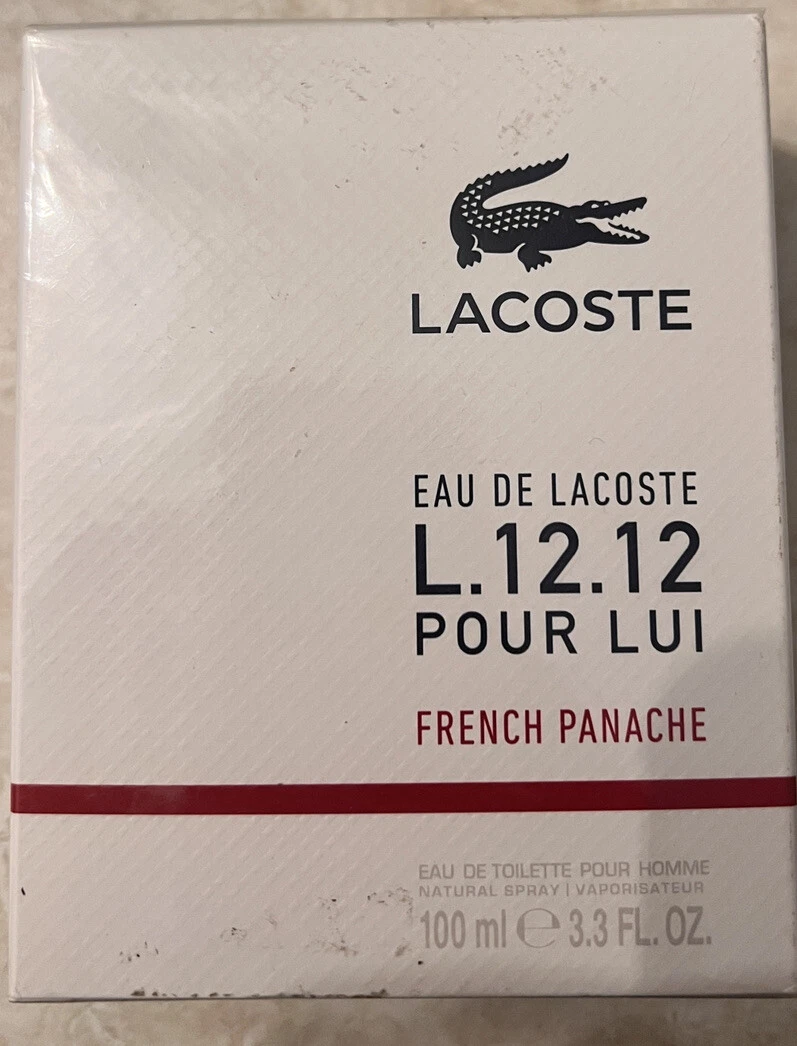 LACOSTE
EAU DE LACOSTE
L.12.12
POUR LUI
FRENCH PANACHE
EAU DE TOILETTE POUR HOMME
NATURAL SPRAY | VAPORISATEUR
100 ml ℮ 3.3 FL. OZ.